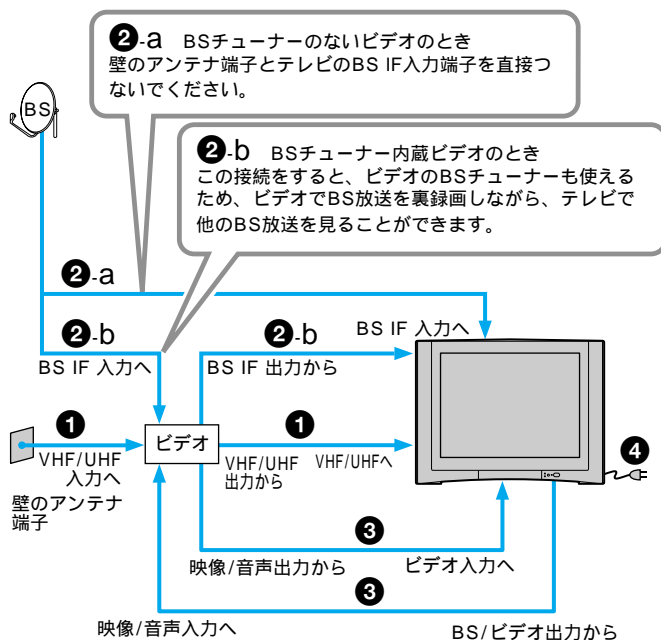 ❷-a BSチューナーのないビデオのとき
壁のアンテナ端子とテレビのBS IF入力端子を直接つ
ないでください。
BS
❷-b BSチューナー内蔵ビデオのとき
この接続をすると、ビデオのBSチューナーも使える
ため、ビデオでBS放送を裏録画しながら、テレビで
他のBS放送を見ることができます。
❷-a
❷-b
BS IF 入力へ
❷-b
BS IF 出力から
BS IF 入力へ
❶
VHF/UHF
入力へ
壁のアンテナ
端子
ビデオ
❶
VHF/UHF
出力から
VHF/UHFへ
❹
❸
映像/音声出力から
ビデオ入力へ
❸
映像/音声入力へ
BS/ビデオ出力から